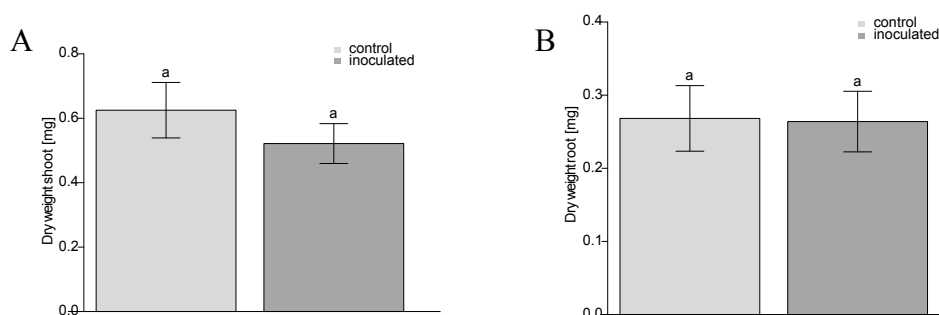 A
control
inoculated
0.8
0.6
0.4
0.2
0.0
Dry weight shoot [mg]
a
a
B
control
inoculated
0.4
0.3
0.2
0.1
0.0
Dry weight root [mg]
a
a